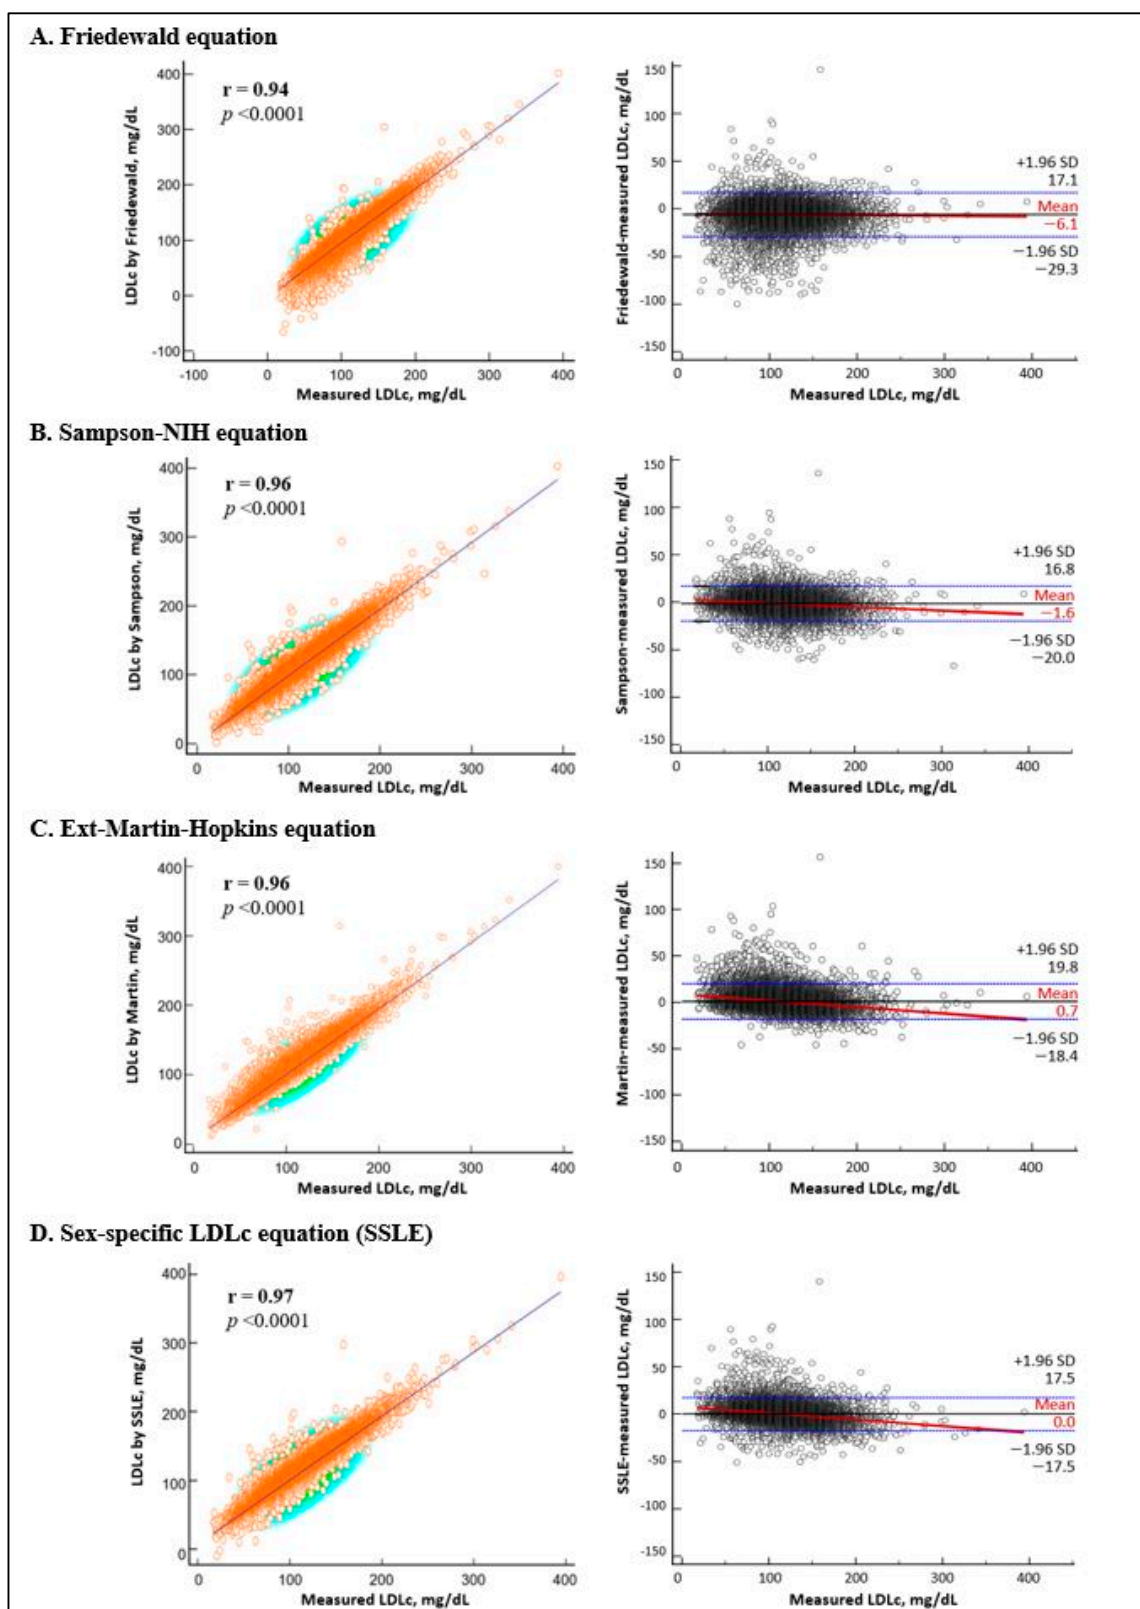 A. Friedewald equation
400
300
200
100
0
-100
-100
0
100
200
300
400
LDLc by Friedewald, mg/dL
Measured LDLc, mg/dL
r = 0.94
p <0.0001
150
100
50
0
-50
-100
-150
0
100
200
300
400
Friedewald-measured LDLc, mg/dL
Measured LDLc, mg/dL
+1.96 SD
17.1
Mean
−6.1
−1.96 SD
−29.3
B. Sampson-NIH equation
400
300
200
100
0
0
100
200
300
400
LDLc by Sampson, mg/dL
Measured LDLc, mg/dL
r = 0.96
p <0.0001
150
100
50
0
-50
-100
-150
0
100
200
300
400
Sampson-measured LDLc, mg/dL
Measured LDLc, mg/dL
+1.96 SD
16.8
Mean
−1.6
−1.96 SD
−20.0
C. Ext-Martin-Hopkins equation
400
300
200
100
0
0
100
200
300
400
LDLc by Martin, mg/dL
Measured LDLc, mg/dL
r = 0.96
p <0.0001
150
100
50
0
-50
-100
-150
0
100
200
300
400
Martin-measured LDLc, mg/dL
Measured LDLc, mg/dL
+1.96 SD
19.8
Mean
0.7
−1.96 SD
−18.4
D. Sex-specific LDLc equation (SSLE)
400
300
200
100
0
0
100
200
300
400
LDLc by SSLE, mg/dL
Measured LDLc, mg/dL
r = 0.97
p <0.0001
150
100
50
0
-50
-100
-150
0
100
200
300
400
SSLE-measured LDLc, mg/dL
Measured LDLc, mg/dL
+1.96 SD
17.5
Mean
0.0
−1.96 SD
−17.5